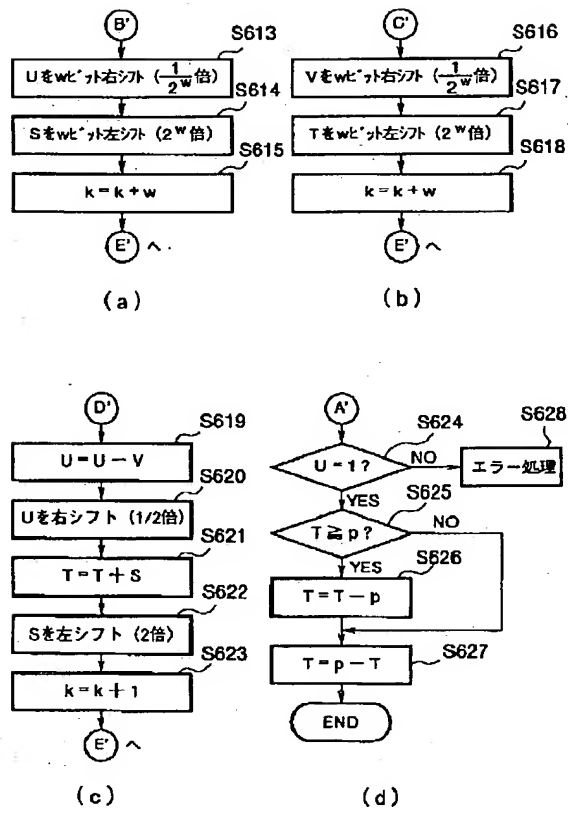 B'
S613
Uをwビット右シフト (1/2^w 倍)
S614
Sをwビット左シフト (2^w 倍)
S615
k=k+w
E' へ
(a)
C'
S616
Vをwビット右シフト (1/2^w 倍)
S617
Tをwビット左シフト (2^w 倍)
S618
k=k+w
E' へ
(b)
D'
S619
U=U−V
S620
Uを右シフト (1/2倍)
S621
T=T+S
S622
Sを左シフト (2倍)
S623
k=k+1
E' へ
(c)
A'
S624
U=1?
NO
S628
エラー処理
YES
S625
T≧p?
NO
YES
S626
T=T−p
S627
T=p−T
END
(d)